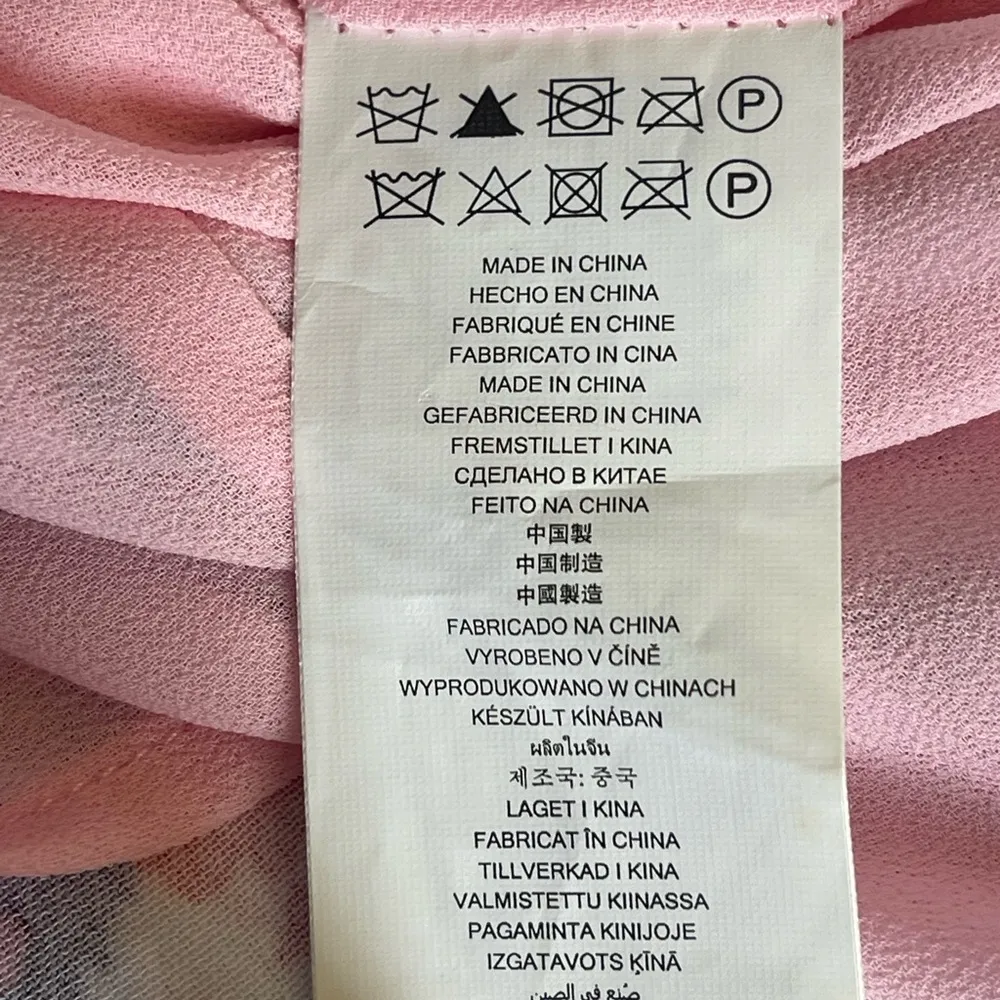 P
P
MADE IN CHINA
HECHO EN CHINA
FABRIQUÉ EN CHINE
FABBRICATO IN CINA
MADE IN CHINA
GEFABRICEERD IN CHINA
FREMSTILLET I KINA
СДЕЛАНО В КИТАЕ
FEITO NA CHINA
中国製
中国制造
中國製造
FABRICADO NA CHINA
VYROBENO V ČÍNĚ
WYPRODUKOWANO W CHINACH
KÉSZÜLT KÍNÁBAN
ผลิตในจีน
제조국: 중국
LAGET I KINA
FABRICAT ÎN CHINA
TILLVERKAD I KINA
VALMISTETTU KIINASSA
PAGAMINTA KINIJOJE
IZGATAVOTS ĶĪNĀ
صُنع في الصين